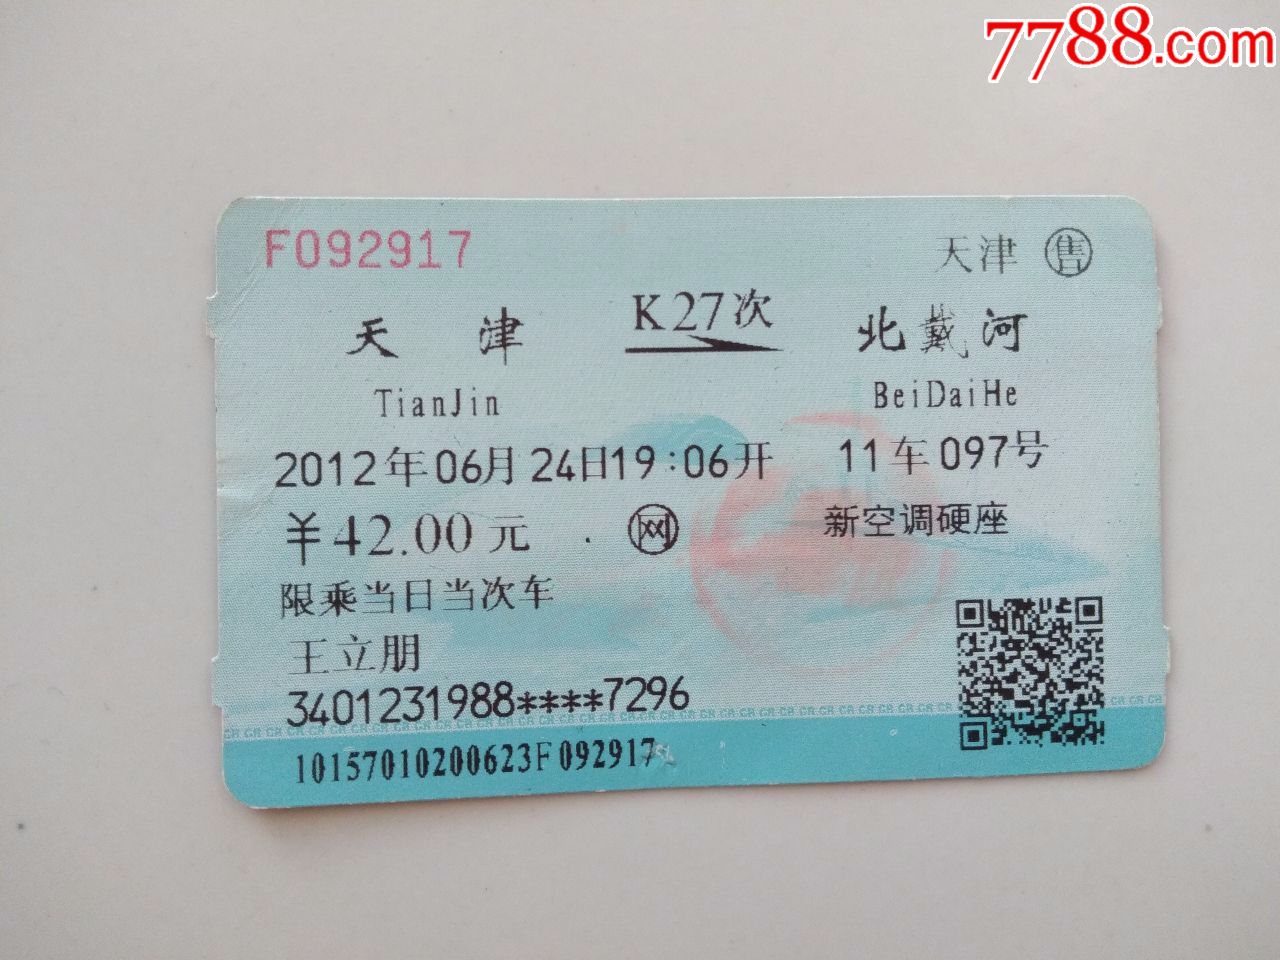 7788.com
F092917 天津 售
天津 K27次 北戴河
TianJin BeiDaiHe
2012年06月24日19:06开 11车097号
¥42.00元 网 新空调硬座
限乘当日当次车
王立朋
3401231988****7296
10157010200623F092917